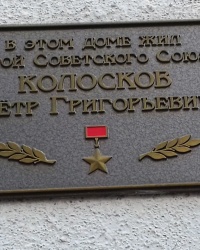 В ЭТОМ ДОМЕ ЖИЛ
ОЙ СОВЕТСКОГО СОЮЗ
КОЛОСКОВ
ЁТР ГРИГОРЬЕВИ